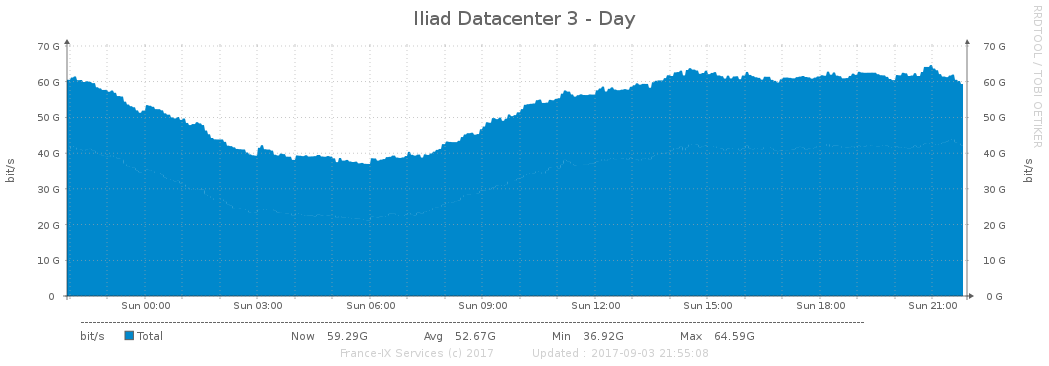 Iliad Datacenter 3 - Day
RRDTOOL / TOBI OETIKER
70 G 70 G
60 G 60 G
50 G 50 G
40 G 40 G
30 G 30 G
20 G 20 G
10 G 10 G
0 0 G
bit/s bit/s
Sun 00:00 Sun 03:00 Sun 06:00 Sun 09:00 Sun 12:00 Sun 15:00 Sun 18:00 Sun 21:00
bit/s Total Now 59.29G Avg 52.67G Min 36.92G Max 64.59G
France-IX Services (c) 2017 Updated : 2017-09-03 21:55:08